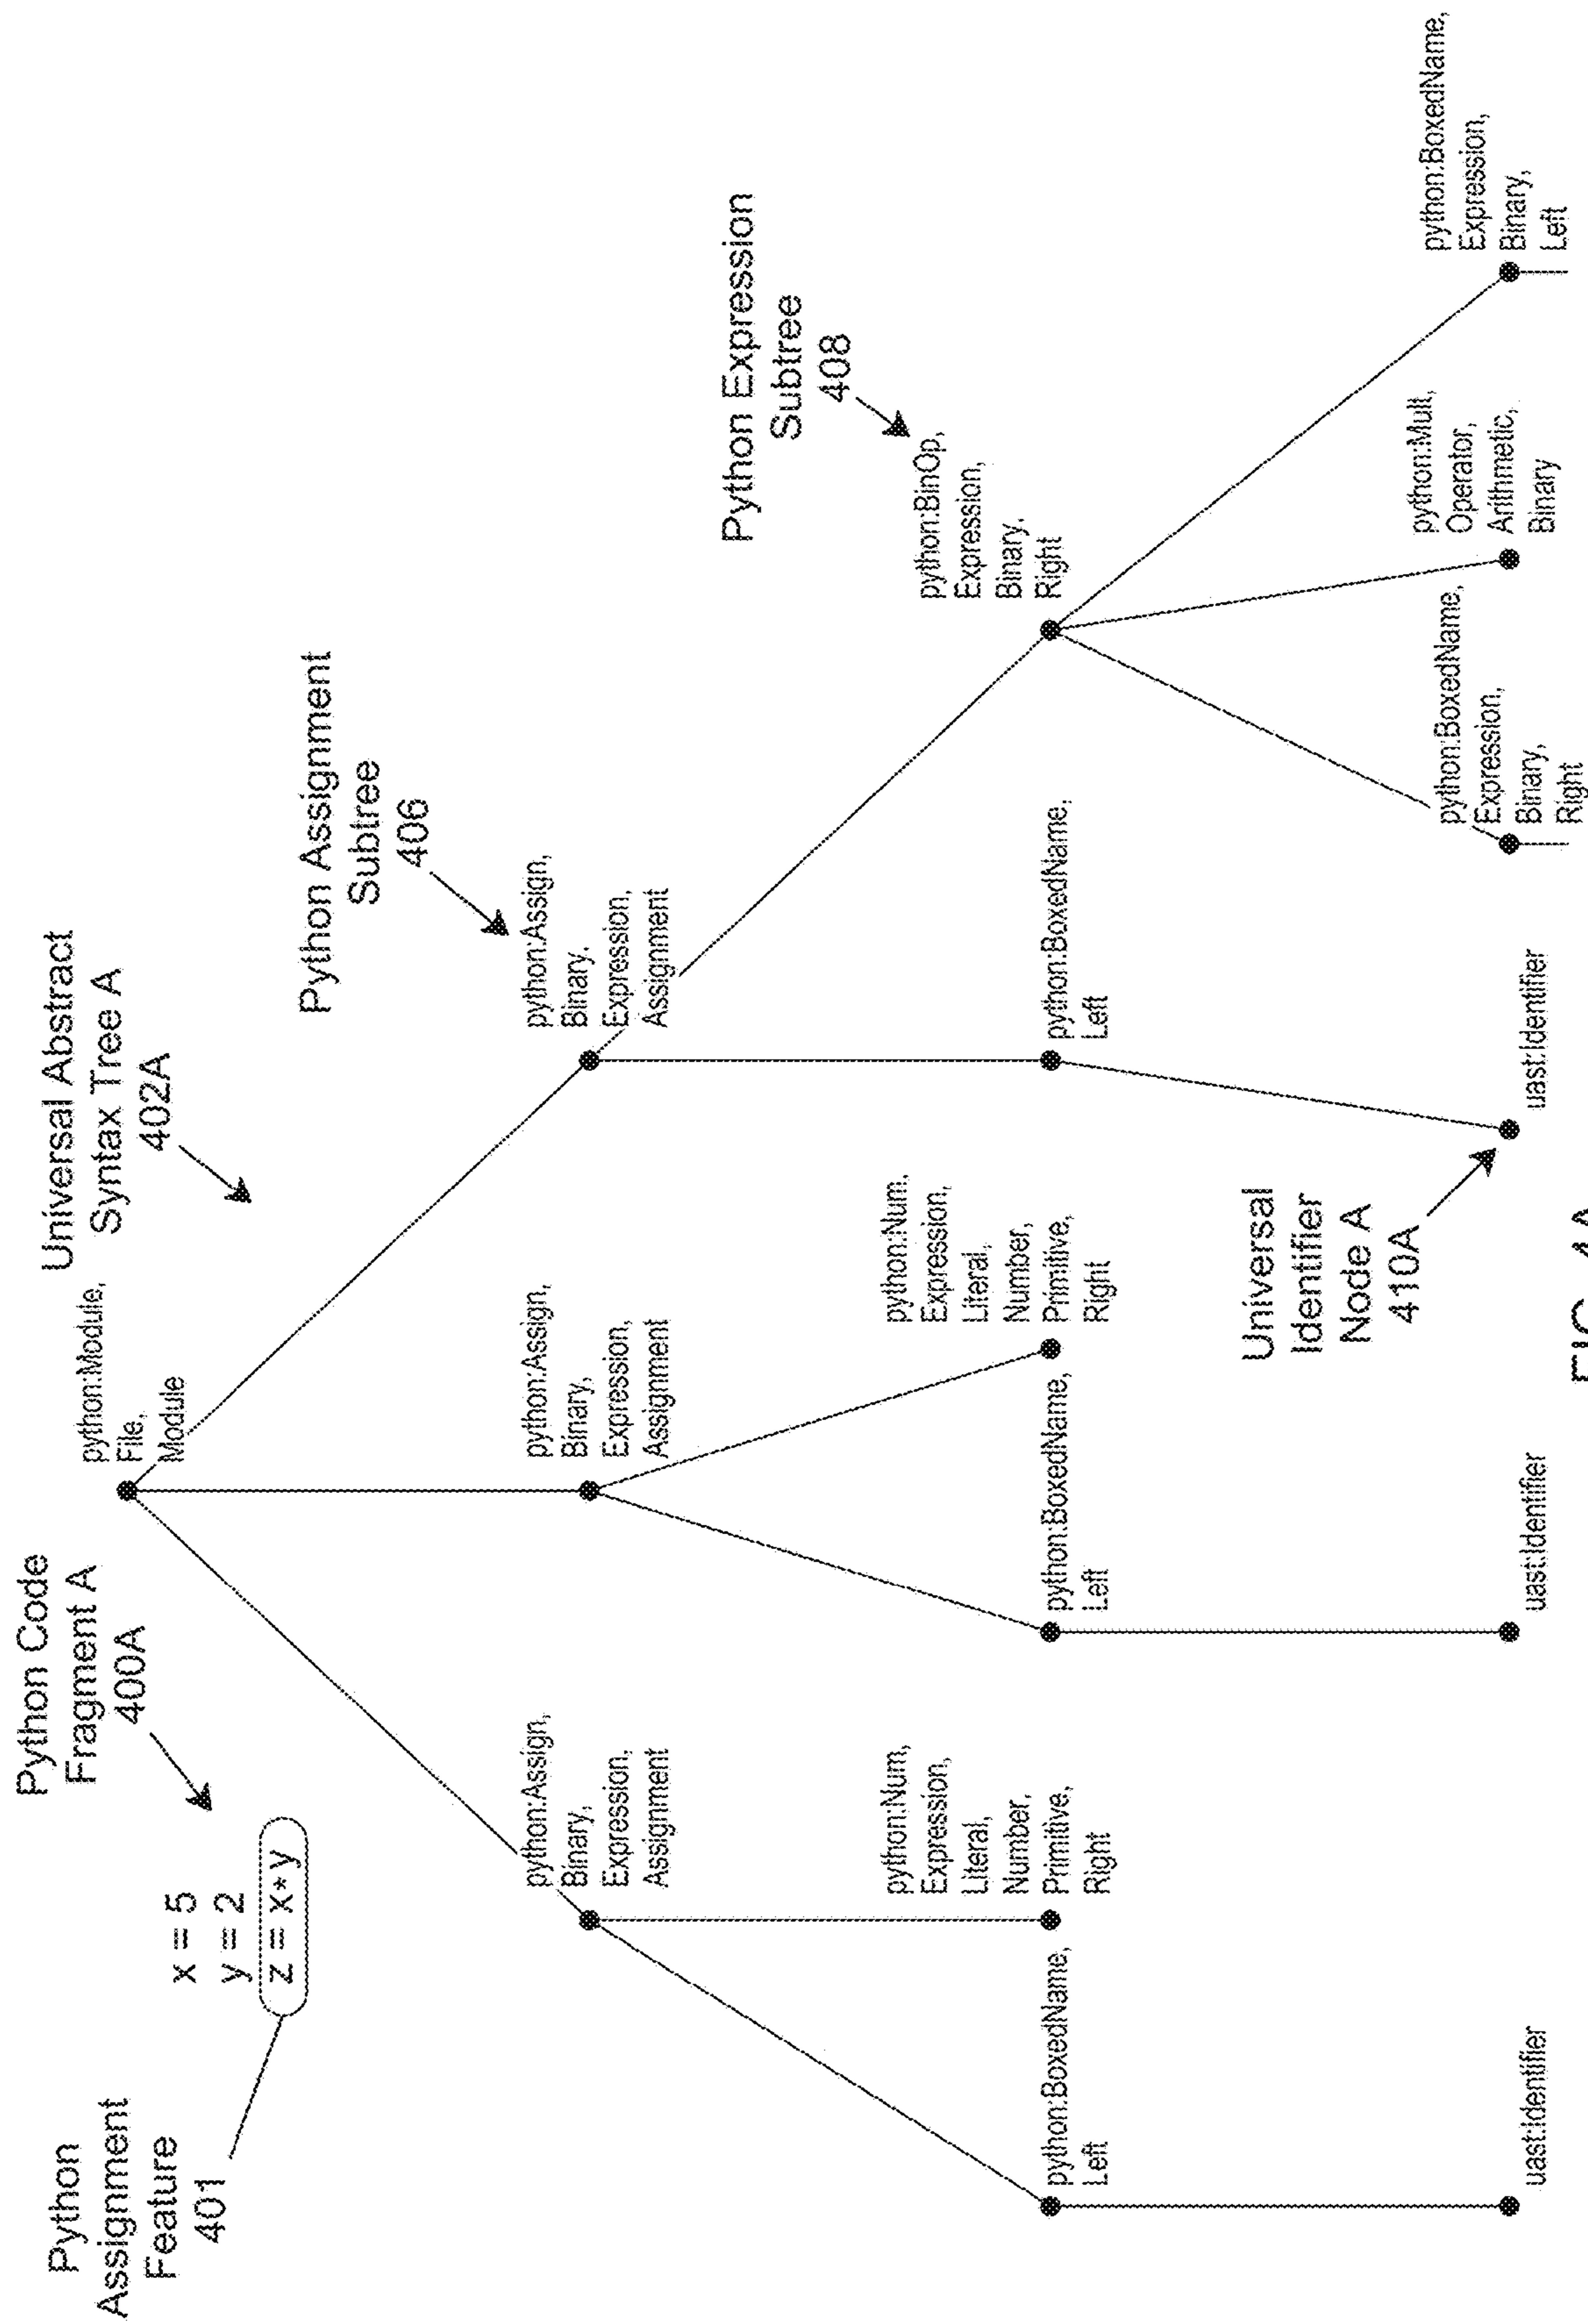 Python
Assignment
Feature
401
x = 5
y = 2
z = x*y
Python Code
Fragment A
400A
Universal Abstract
Syntax Tree A
402A
python:Module,
File,
Module
Python Assignment
Subtree
406
python:Assign,
Binary,
Expression,
Assignment
python:Assign,
Binary,
Expression,
Assignment
python:Assign,
Binary,
Expression,
Assignment
Python Expression
Subtree
408
python:BoxedName,
Left
python:Num,
Expression,
Literal,
Number,
Primitive,
Right
python:BoxedName,
Left
python:Num,
Expression,
Literal,
Number,
Primitive,
Right
python:BoxedName,
Left
python:BinOp,
Expression,
Binary,
Right
uast:Identifier
uast:Identifier
Universal
Identifier
Node A
410A
uast:Identifier
python:BoxedName,
Expression,
Binary,
Right
python:Mult,
Operator,
Arithmetic,
Binary
python:BoxedName,
Expression,
Binary,
Left